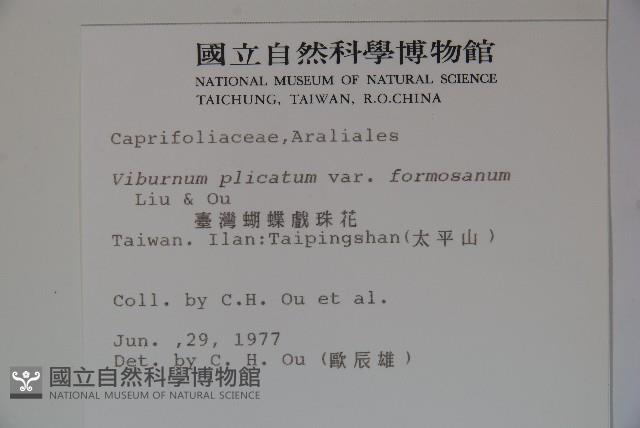 國立自然科學博物館
NATIONAL MUSEUM OF NATURAL SCIENCE
TAICHUNG, TAIWAN, R.O.CHINA
Caprifoliaceae,Araliales
Viburnum plicatum var. formosanum
Liu & Ou
臺灣蝴蝶戲珠花
Taiwan. Ilan:Taipingshan(太平山)
Coll. by C.H. Ou et al.
Jun. ,29, 1977
Det. by C. H. Ou (歐辰雄)
國立自然科學博物館
NATIONAL MUSEUM OF NATURAL SCIENCE